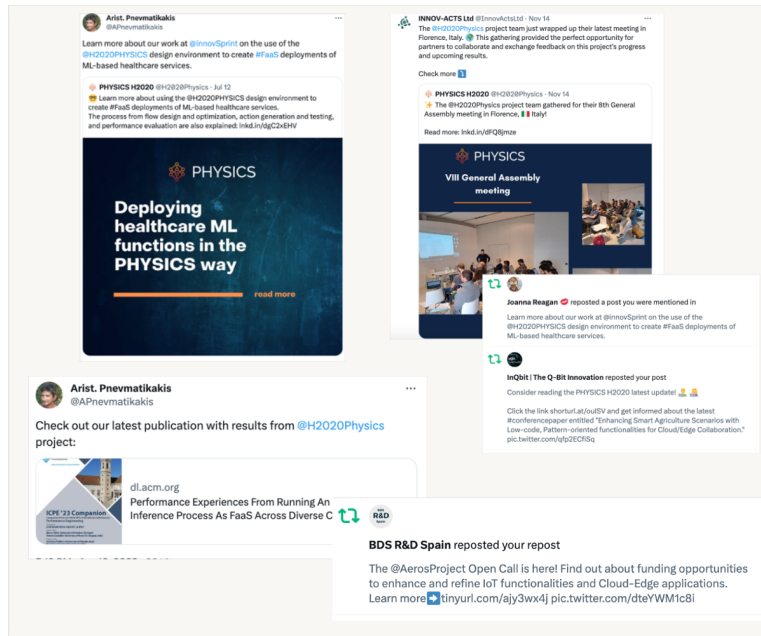 Arist. Pnevmatikakis
@APnevmatikakis
Learn more about our work at @innovSprint on the use of the
@H2020PHYSICS design environment to create #FaaS deployments of
ML-based healthcare services.
PHYSICS H2020 @H2020Physics · Jul 12
Learn more about using the @H2020PHYSICS design environment to
create #FaaS deployments of ML-based healthcare services.
The process from flow design and optimization, action generation and testing,
and performance evaluation are also explained: lnkd.in/dgC2xEHV
PHYSICS
Deploying
healthcare ML
functions in the
PHYSICS way
read more
INNOV-ACTS Ltd @InnovActsLtd · Nov 14
The @H2020Physics project team just wrapped up their latest meeting in
Florence, Italy. This gathering provided the perfect opportunity for
partners to collaborate and exchange feedback on this project's progress
and upcoming results.
Check more
PHYSICS H2020 @H2020Physics · Nov 14
The @H2020Physics project team gathered for their 8th General
Assembly meeting in Florence, Italy!
Read more: lnkd.in/dFQ8jmze
PHYSICS
VIII General Assembly
meeting
Joanna Reagan reposted a post you were mentioned in
Learn more about our work at @innovSprint on the use of the
@H2020PHYSICS design environment to create #FaaS deployments of
ML-based healthcare services.
InQbit | The Q-Bit Innovation reposted your post
Consider reading the PHYSICS H2020 latest update!
Click the link shorturl.at/ouISV and get informed about the latest
#conferencepaper entitled "Enhancing Smart Agriculture Scenarios with
Low-code, Pattern-oriented functionalities for Cloud/Edge Collaboration."
pic.twitter.com/qfp2ECfiSq
Arist. Pnevmatikakis
@APnevmatikakis
Check out our latest publication with results from @H2020Physics
project:
ICPE '23 Companion
dl.acm.org
Performance Experiences From Running An
Inference Process As FaaS Across Diverse C
R&D
Spain
BDS R&D Spain reposted your repost
The @AerosProject Open Call is here! Find out about funding opportunities
to enhance and refine IoT functionalities and Cloud-Edge applications.
Learn more tinyurl.com/ajy3wx4j pic.twitter.com/dteYWM1c8i